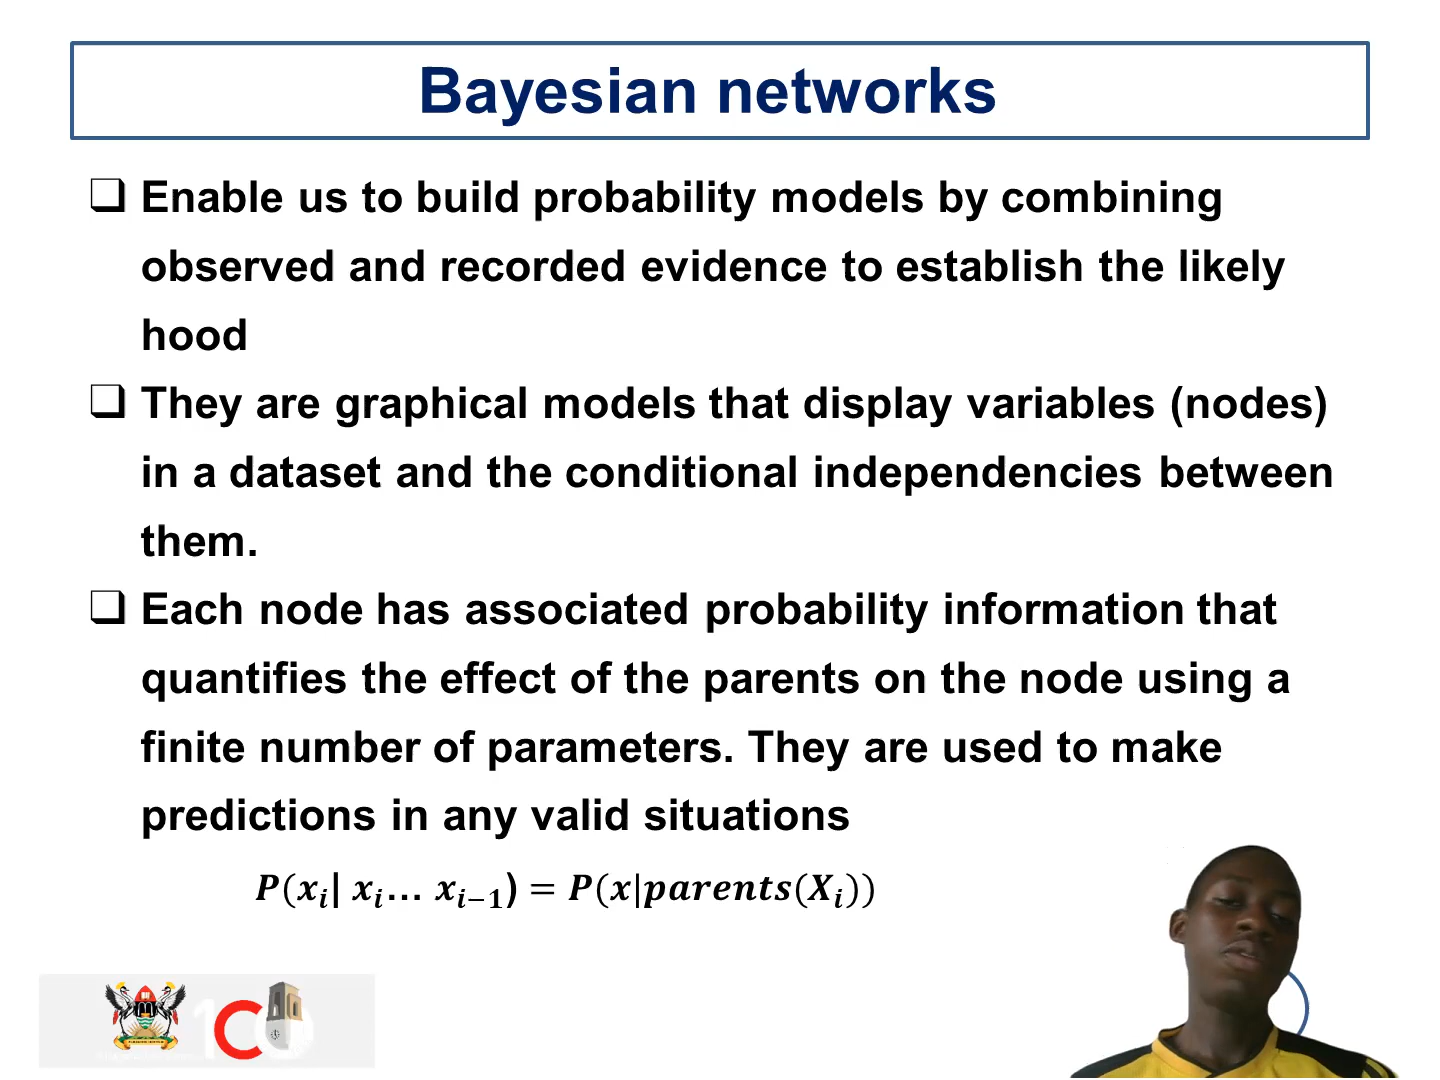 Bayesian networks
❑ Enable us to build probability models by combining
observed and recorded evidence to establish the likely
hood
❑ They are graphical models that display variables (nodes)
in a dataset and the conditional independencies between
them.
❑ Each node has associated probability information that
quantifies the effect of the parents on the node using a
finite number of parameters. They are used to make
predictions in any valid situations
P(xᵢ| xᵢ… xᵢ₋₁) = P(x|parents(Xᵢ))
100